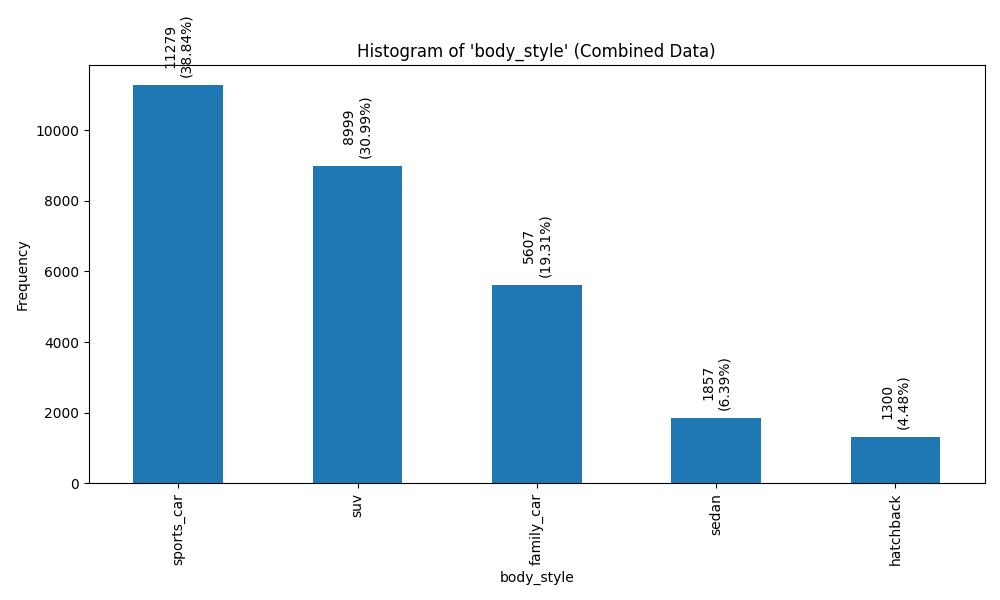 Histogram of 'body_style' (Combined Data)
11279
(38.84%)
8999
(30.99%)
5607
(19.31%)
1857
(6.39%)
1300
(4.48%)
Frequency
10000
8000
6000
4000
2000
0
sports_car
suv
family_car
sedan
hatchback
body_style